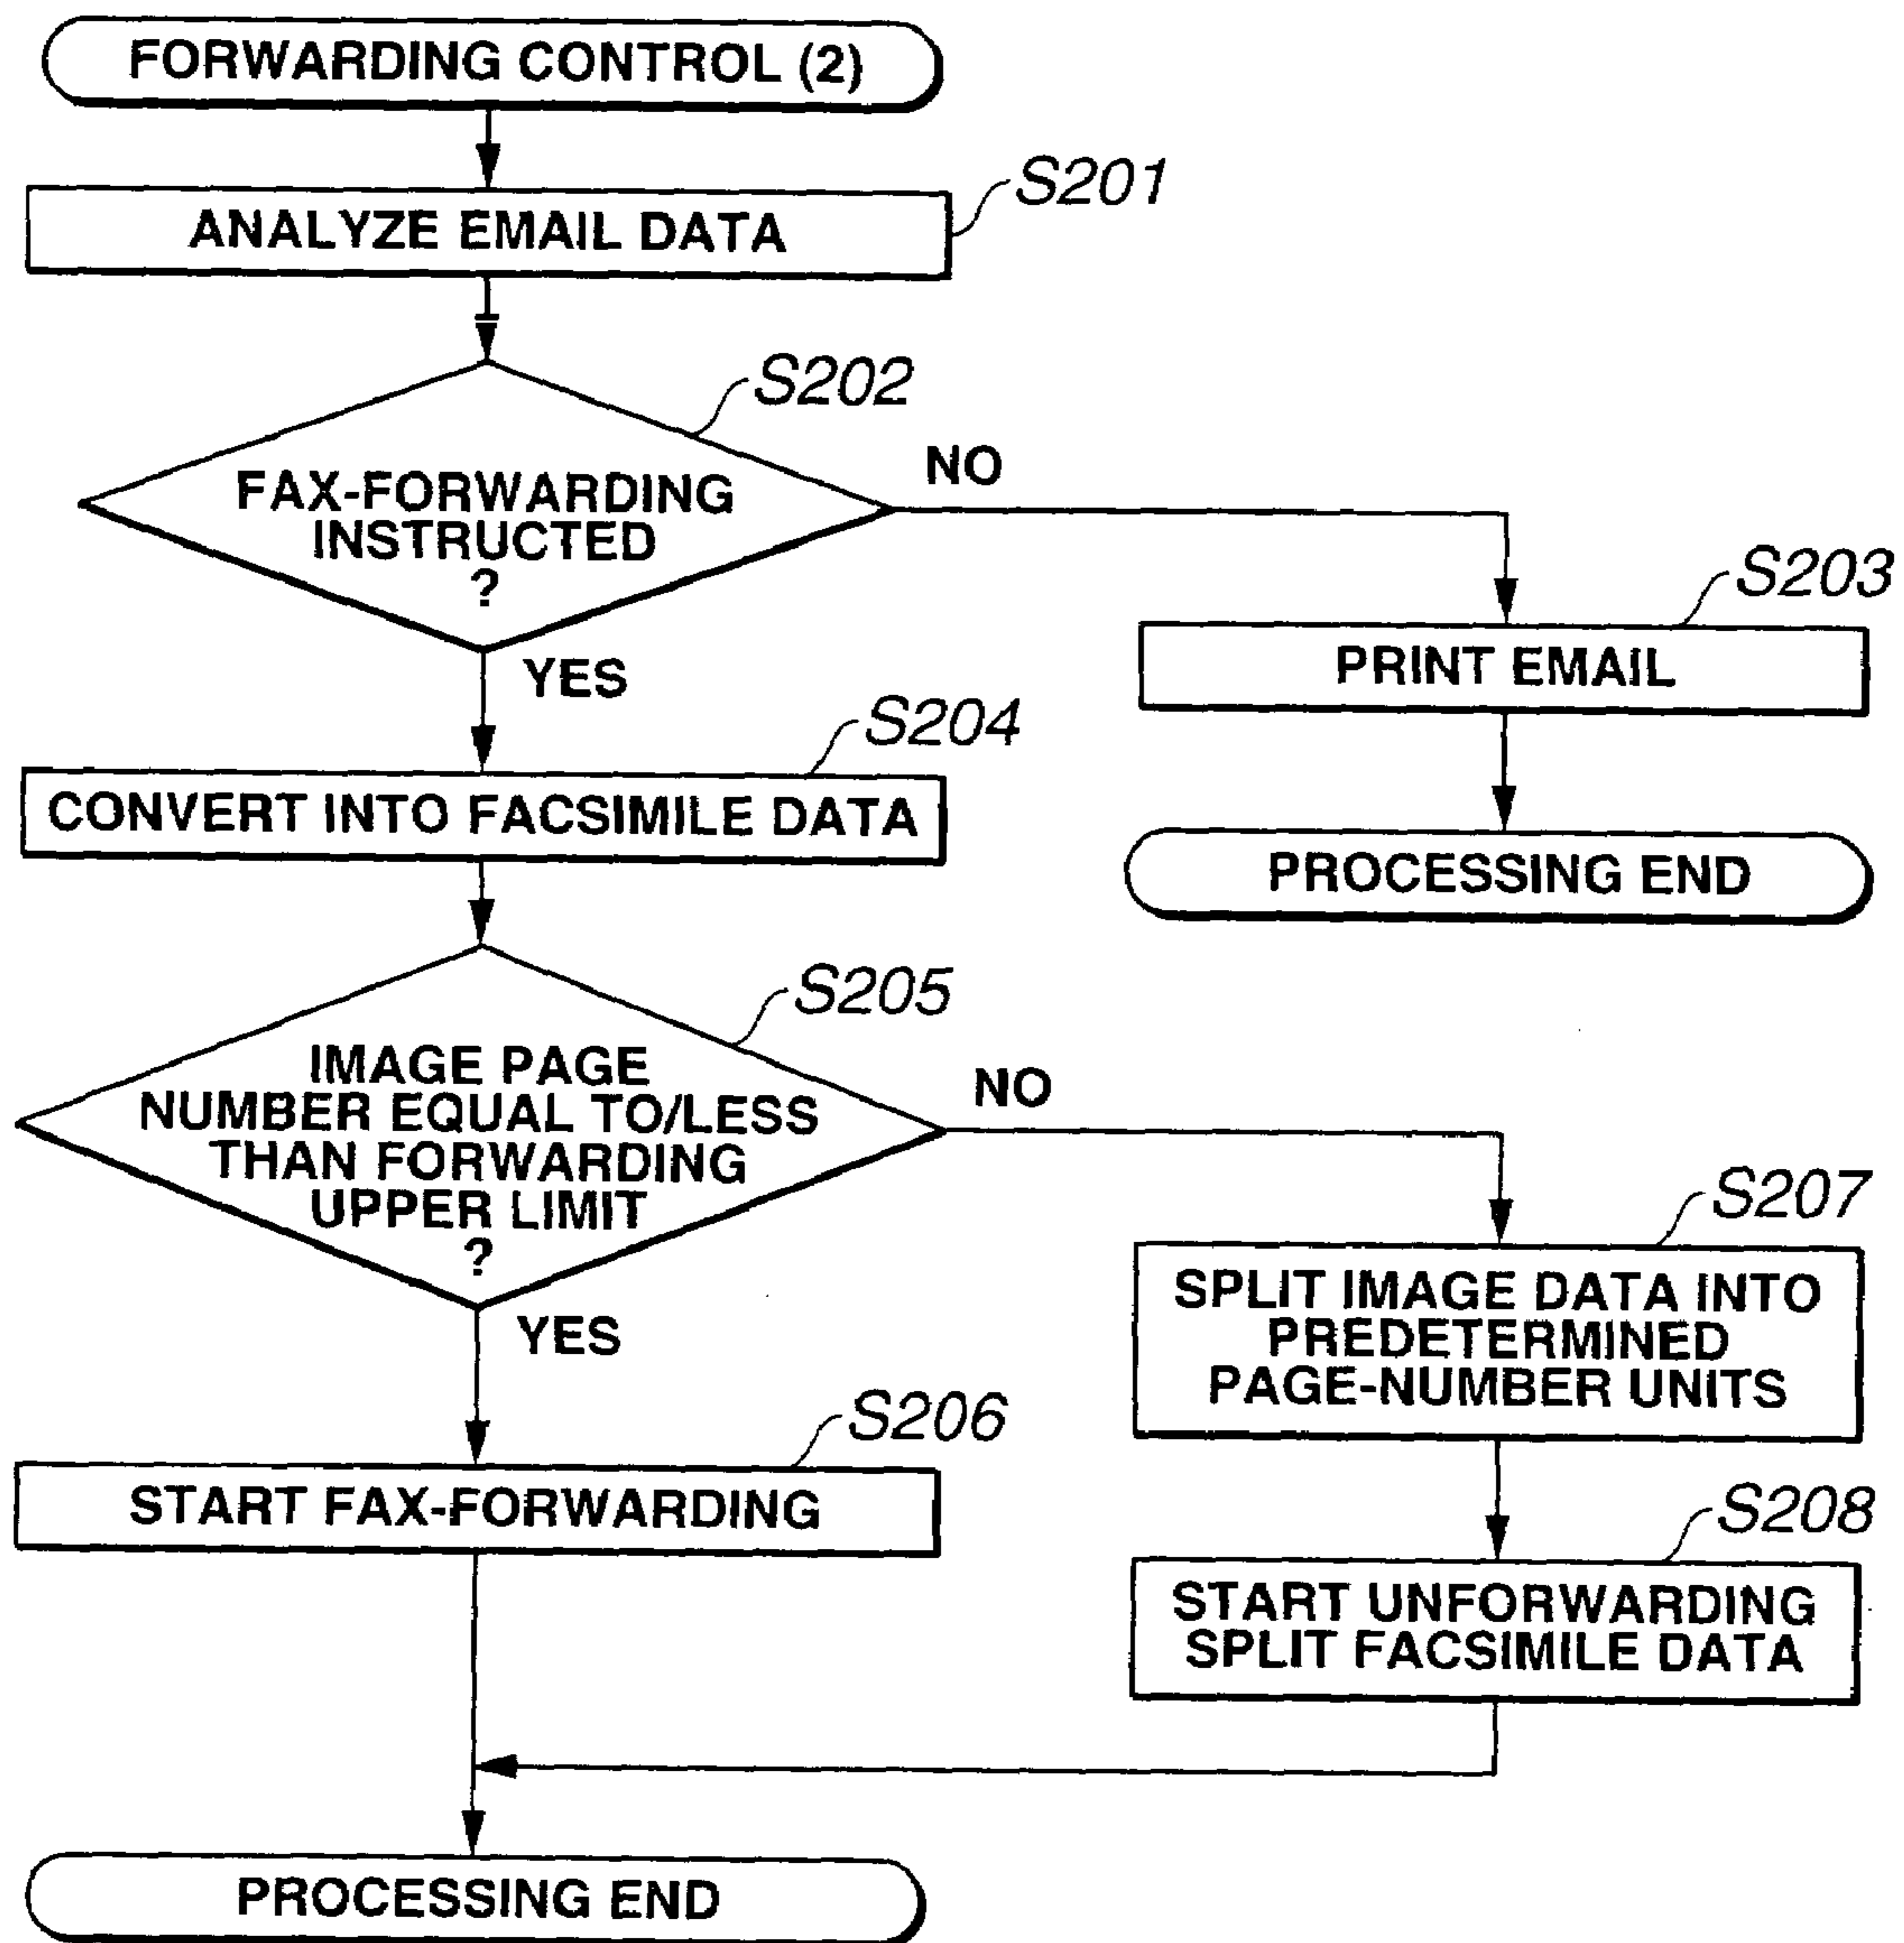 FORWARDING CONTROL (2)
S201
ANALYZE EMAIL DATA
S202
FAX-FORWARDING
INSTRUCTED
?
NO
YES
S203
PRINT EMAIL
PROCESSING END
S204
CONVERT INTO FACSIMILE DATA
S205
IMAGE PAGE
NUMBER EQUAL TO/LESS
THAN FORWARDING
UPPER LIMIT
?
NO
YES
S207
SPLIT IMAGE DATA INTO
PREDETERMINED
PAGE-NUMBER UNITS
S206
START FAX-FORWARDING
S208
START UNFORWARDING
SPLIT FACSIMILE DATA
PROCESSING END